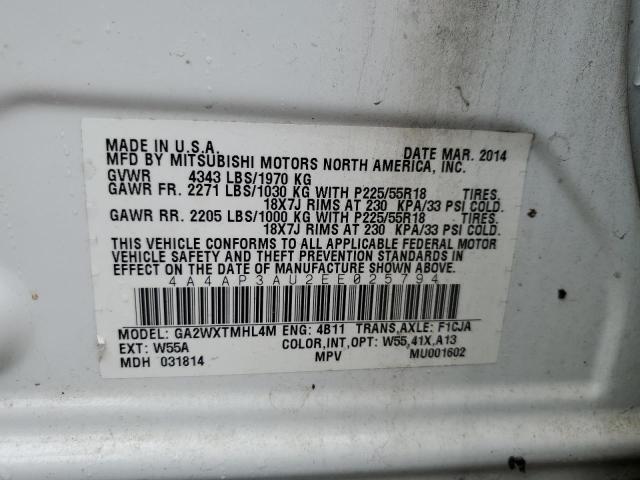 MADE IN U.S.A. DATE MAR. 2014
MFD BY MITSUBISHI MOTORS NORTH AMERICA, INC.
GVWR 4343 LBS/1970 KG
GAWR FR. 2271 LBS/1030 KG WITH P225/55R18 TIRES,
18X7J RIMS AT 230 KPA/33 PSI COLD.
GAWR RR. 2205 LBS/1000 KG WITH P225/55R18 TIRES,
18X7J RIMS AT 230 KPA/33 PSI COLD.
THIS VEHICLE CONFORMS TO ALL APPLICABLE FEDERAL MOTOR
VEHICLE SAFETY AND THEFT PREVENTION STANDARDS IN
EFFECT ON THE DATE OF MANUFACTURE SHOWN ABOVE.
4A4AP3AU2EE025794
MODEL: GA2WXTMHL4M ENG: 4B11 TRANS,AXLE: F1CJA
EXT: W55A COLOR,INT,OPT: W55,41X,A13
MDH 031814 MPV MU001602